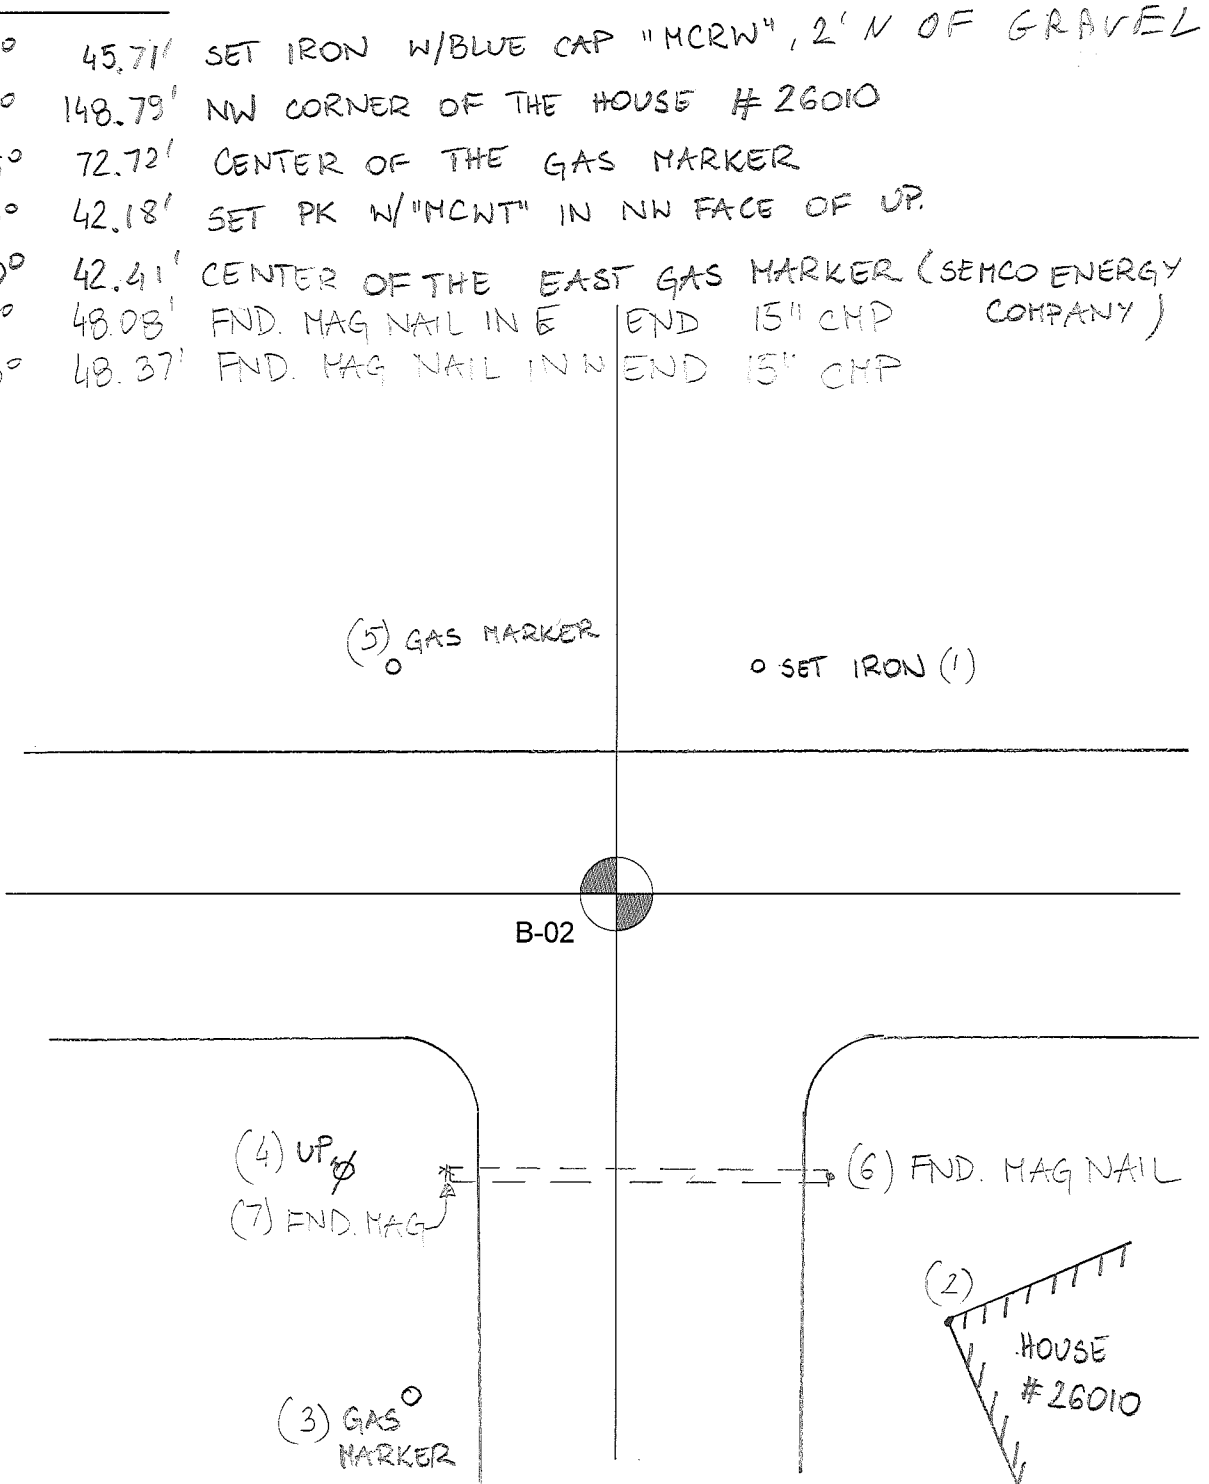 ° 45.71' SET IRON W/BLUE CAP "MCRW", 2' N OF GRAVEL
° 148.79' NW CORNER OF THE HOUSE # 26010
° 72.72' CENTER OF THE GAS MARKER
° 42.18' SET PK W/"MCWT" IN NW FACE OF UP.
0° 42.41' CENTER OF THE EAST GAS MARKER (SEMCO ENERGY
COMPANY)
° 48.08' FND. MAG NAIL IN E END 15" CMP
° 48.37' FND. MAG NAIL IN N END 15" CMP
(5) GAS MARKER
SET IRON (1)
B-02
(4) UP
(6) FND. MAG NAIL
(7) FND. MAG
(2)
HOUSE
#26010
(3) GAS
MARKER